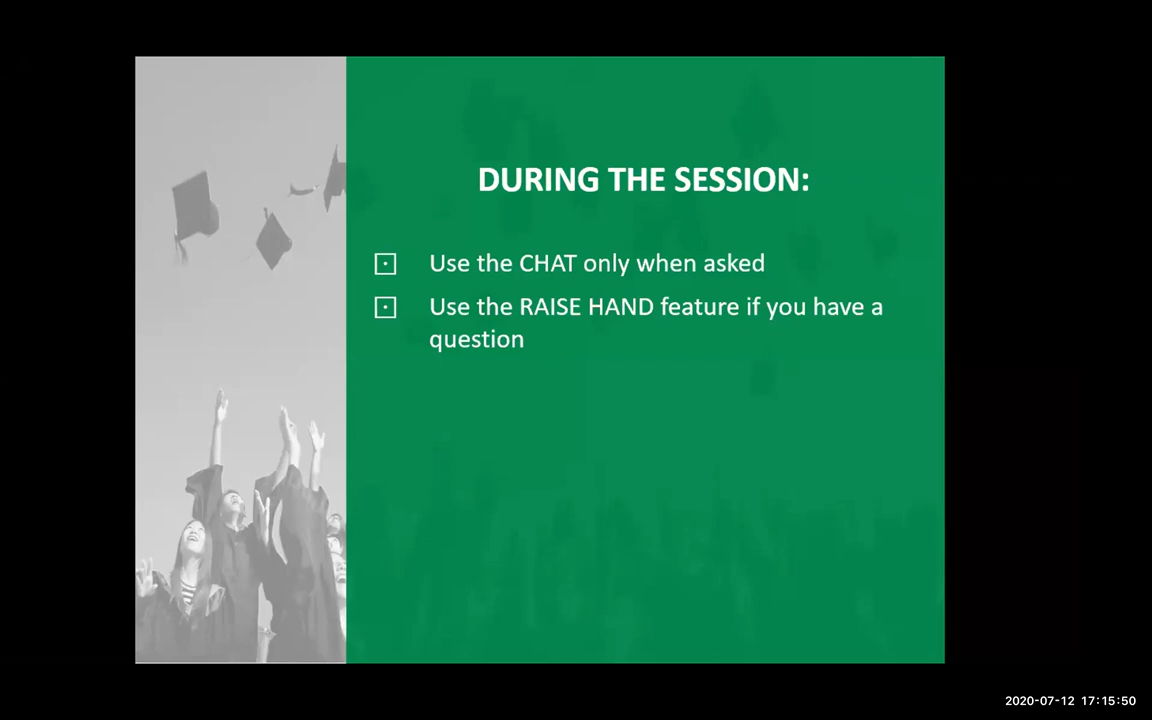 DURING THE SESSION:
Use the CHAT only when asked
Use the RAISE HAND feature if you have a
question
2020-07-12 17:15:50